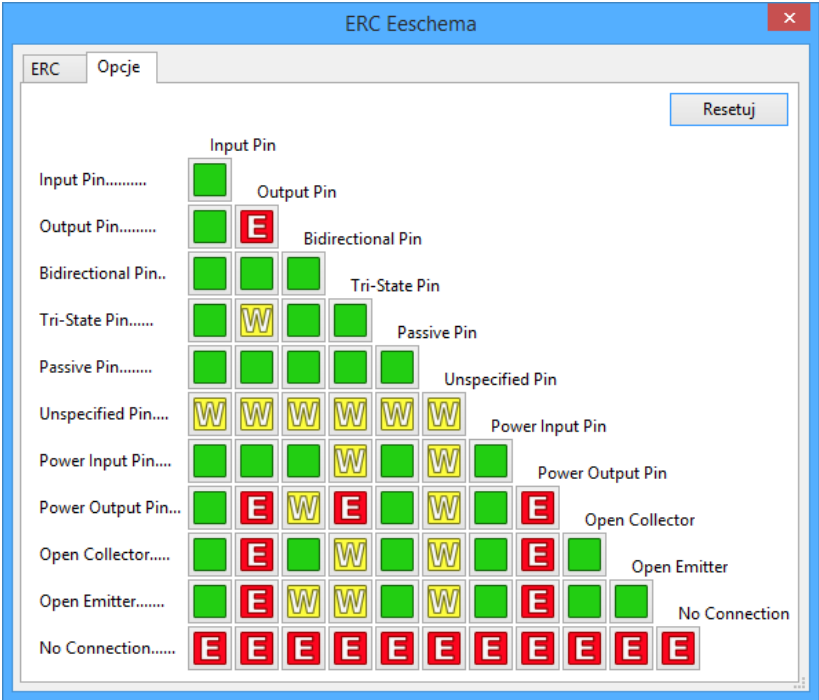 ERC Eeschema
ERC Opcje
Resetuj
Input Pin
Input Pin..........
Output Pin
Output Pin......... E
Bidirectional Pin
Bidirectional Pin..
Tri-State Pin
Tri-State Pin...... W
Passive Pin
Passive Pin........
Unspecified Pin
Unspecified Pin.... W W W W W W
Power Input Pin
Power Input Pin.... W W
Power Output Pin
Power Output Pin... E W E W E
Open Collector
Open Collector..... E W W E
Open Emitter
Open Emitter....... E W W W E
No Connection
No Connection...... E E E E E E E E E E E